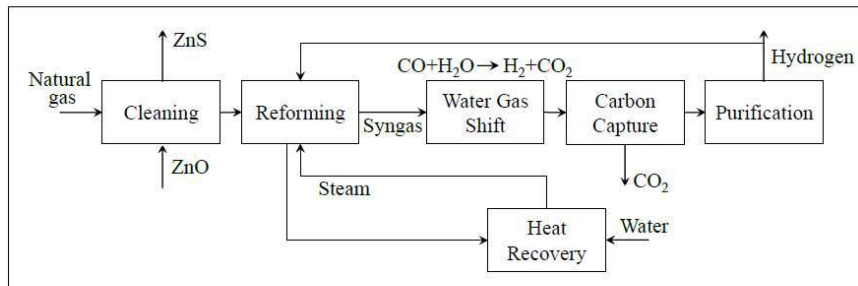 ZnS
Hydrogen
CO+H₂O→H₂+CO₂
Natural
gas
Cleaning
Reforming
Syngas
Water Gas
Shift
Carbon
Capture
Purification
ZnO
Steam
CO₂
Heat
Recovery
Water